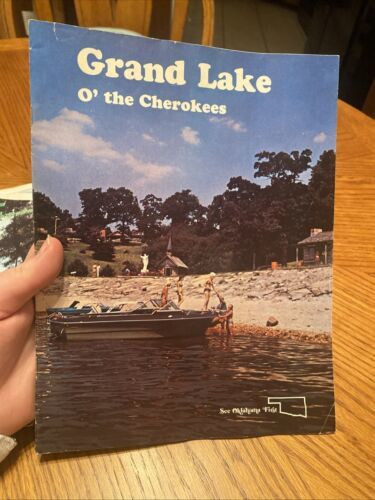 Grand Lake
O' the Cherokees
See Oklahoma First